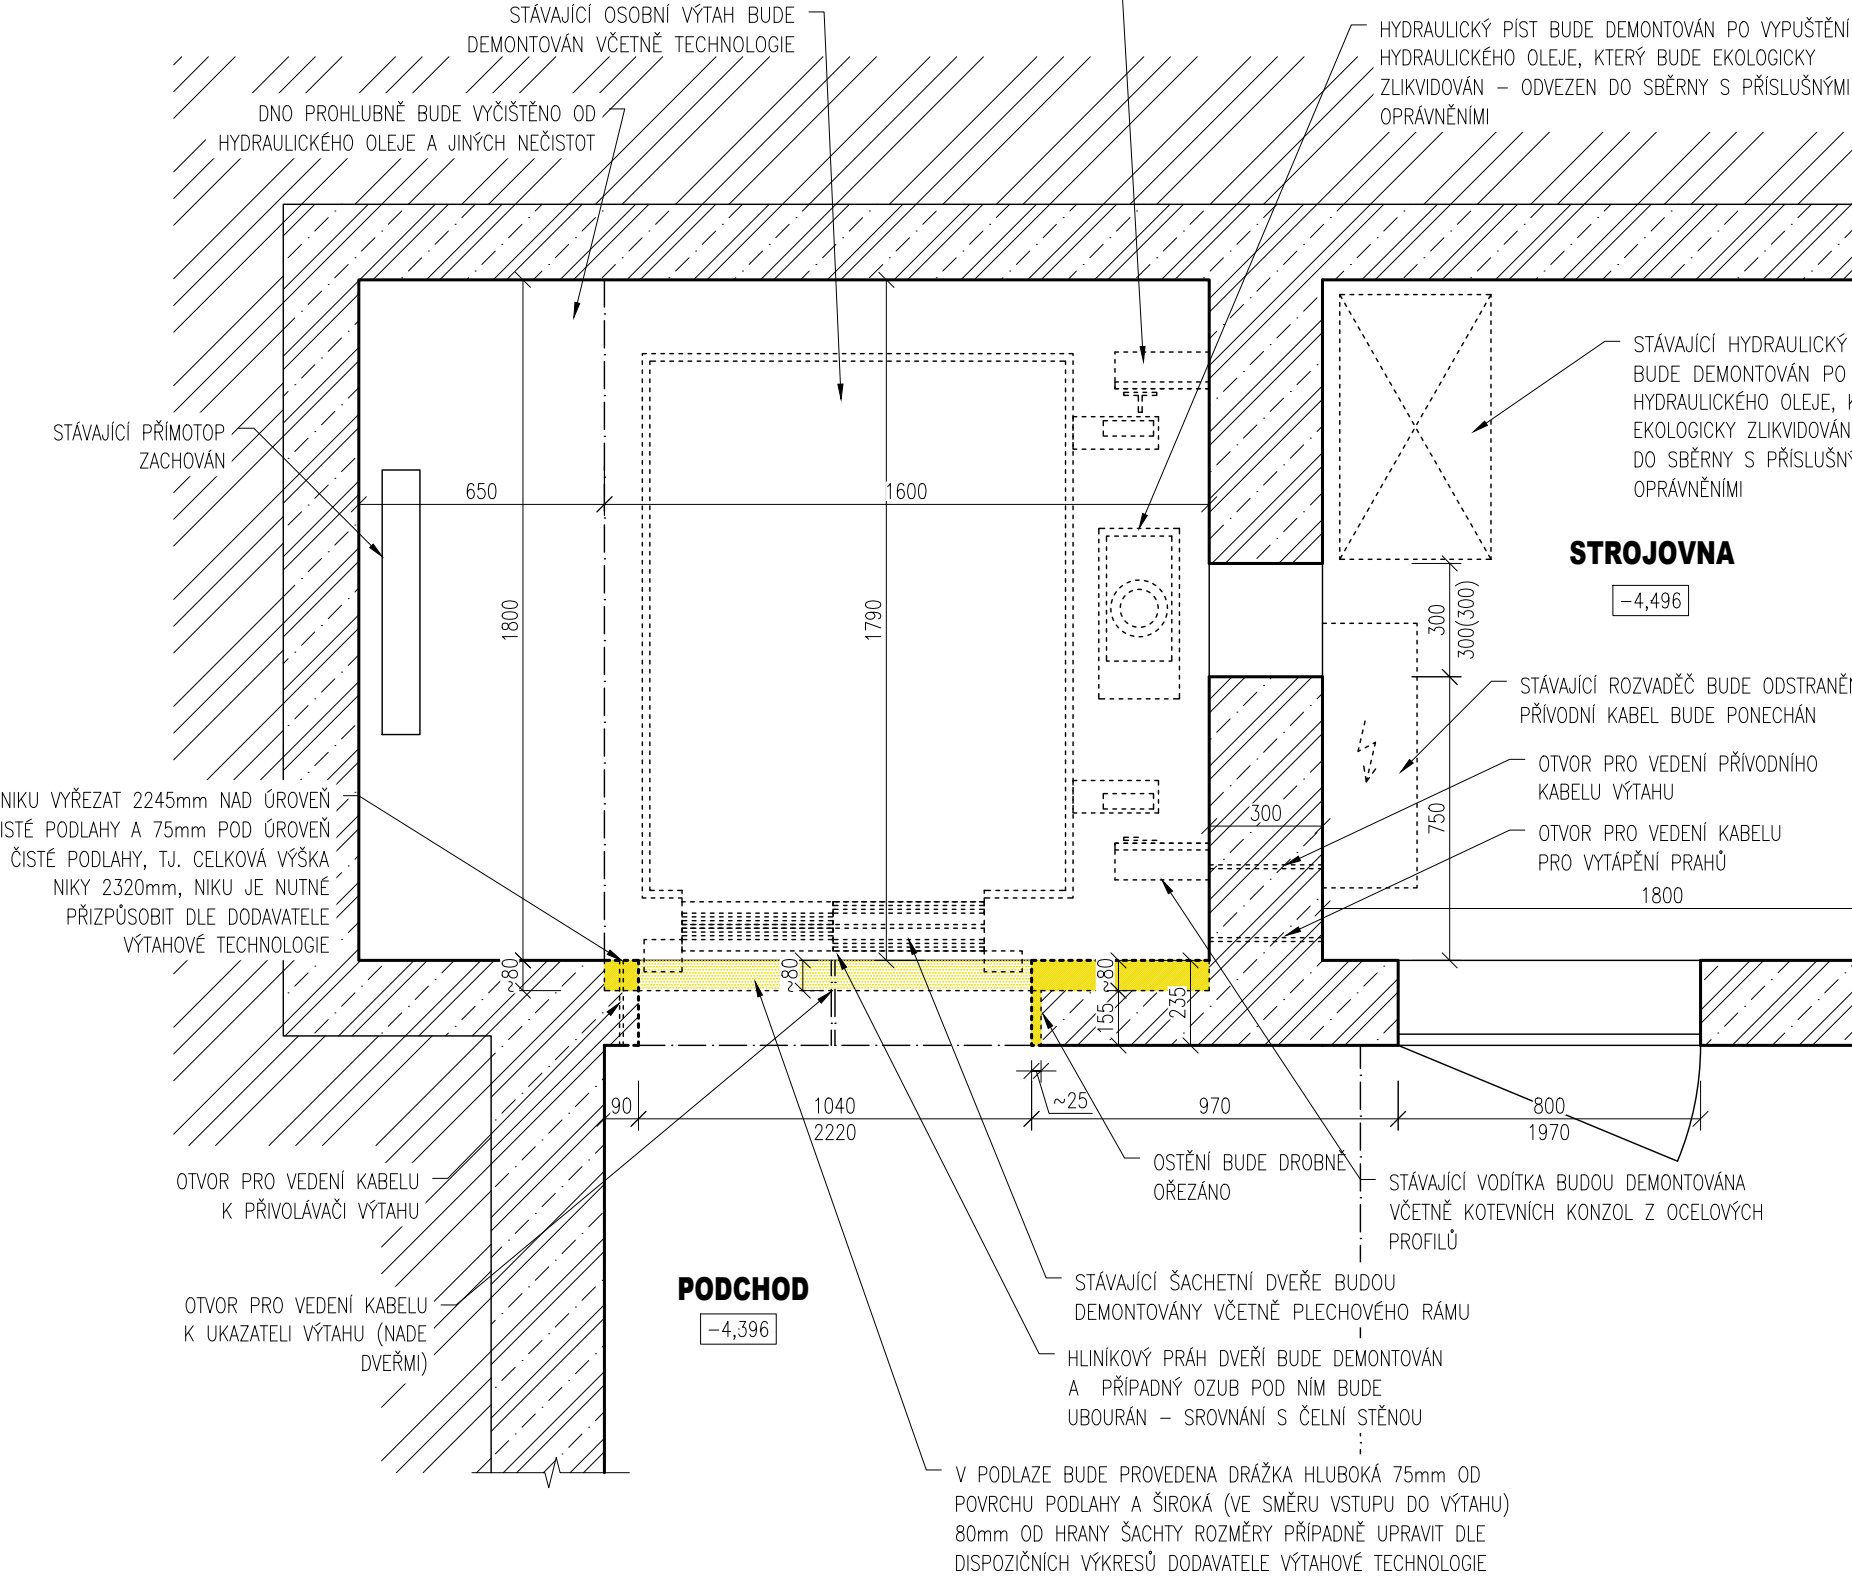 STÁVAJÍCÍ OSOBNÍ VÝTAH BUDE
DEMONTOVÁN VČETNĚ TECHNOLOGIE
HYDRAULICKÝ PÍST BUDE DEMONTOVÁN PO VYPUŠTĚNÍ
HYDRAULICKÉHO OLEJE, KTERÝ BUDE EKOLOGICKY
ZLIKVIDOVÁN – ODVEZEN DO SBĚRNY S PŘÍSLUŠNÝMI
OPRÁVNĚNÍMI
DNO PROHLUBNĚ BUDE VYČIŠTĚNO OD
HYDRAULICKÉHO OLEJE A JINÝCH NEČISTOT
STÁVAJÍCÍ HYDRAULICKÝ
BUDE DEMONTOVÁN PO
HYDRAULICKÉHO OLEJE,
EKOLOGICKY ZLIKVIDOVÁN
DO SBĚRNY S
OPRÁVNĚNÍMI
STÁVAJÍCÍ PŘÍMOTOP
ZACHOVÁN
650
1600
1800
1790
STROJOVNA
-4,496
300
300(300)
STÁVAJÍCÍ ROZVADĚČ BUDE ODSTRANĚN
PŘÍVODNÍ KABEL BUDE PONECHÁN
OTVOR PRO VEDENÍ PŘÍVODNÍHO
KABELU VÝTAHU
750
300
OTVOR PRO VEDENÍ KABELU
PRO VYTÁPĚNÍ PRAHŮ
1800
NIKU VYŘEZAT 2245mm NAD ÚROVEŇ
PODLAHY A 75mm POD ÚROVEŇ
ČISTÉ PODLAHY, TJ. CELKOVÁ VÝŠKA
NIKY 2320mm, NIKU JE NUTNÉ
PŘIZPŮSOBIT DLE DODAVATELE
VÝTAHOVÉ TECHNOLOGIE
~80
~80
~80
155
235
90
1040
2220
~25
970
800
1970
OTVOR PRO VEDENÍ KABELU
K PŘIVOLÁVAČI VÝTAHU
OSTĚNÍ BUDE DROBNĚ
OŘEZÁNO
STÁVAJÍCÍ VODÍTKA BUDOU DEMONTOVÁNA
VČETNĚ KOTEVNÍCH KONZOL Z OCELOVÝCH
PROFILŮ
OTVOR PRO VEDENÍ KABELU
K UKAZATELI VÝTAHU (NADE
DVEŘMI)
PODCHOD
-4,396
STÁVAJÍCÍ ŠACHETNÍ DVEŘE BUDOU
DEMONTOVÁNY VČETNĚ PLECHOVÉHO RÁMU
HLINÍKOVÝ PRÁH DVEŘÍ BUDE DEMONTOVÁN
A PŘÍPADNÝ OZUB POD NÍM BUDE
UBOURÁN – SROVNÁNÍ S ČELNÍ STĚNOU
V PODLAZE BUDE PROVEDENA DRÁŽKA HLUBOKÁ 75mm OD
POVRCHU PODLAHY A ŠIROKÁ (VE SMĚRU VSTUPU DO VÝTAHU)
80mm OD HRANY ŠACHTY ROZMĚRY PŘÍPADNĚ UPRAVIT DLE
DISPOZIČNÍCH VÝKRESŮ DODAVATELE VÝTAHOVÉ TECHNOLOGIE